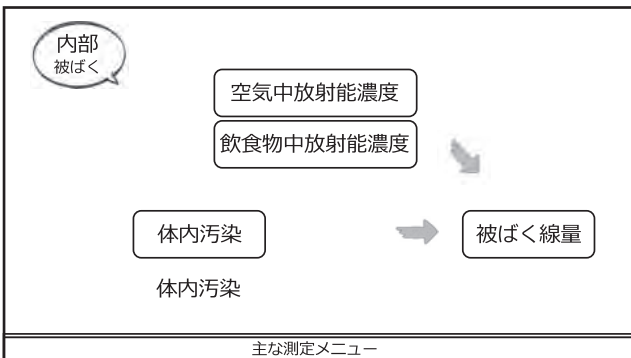 内部
被ばく
空気中放射能濃度
飲食物中放射能濃度
体内汚染
被ばく線量
体内汚染
主な測定メニュー